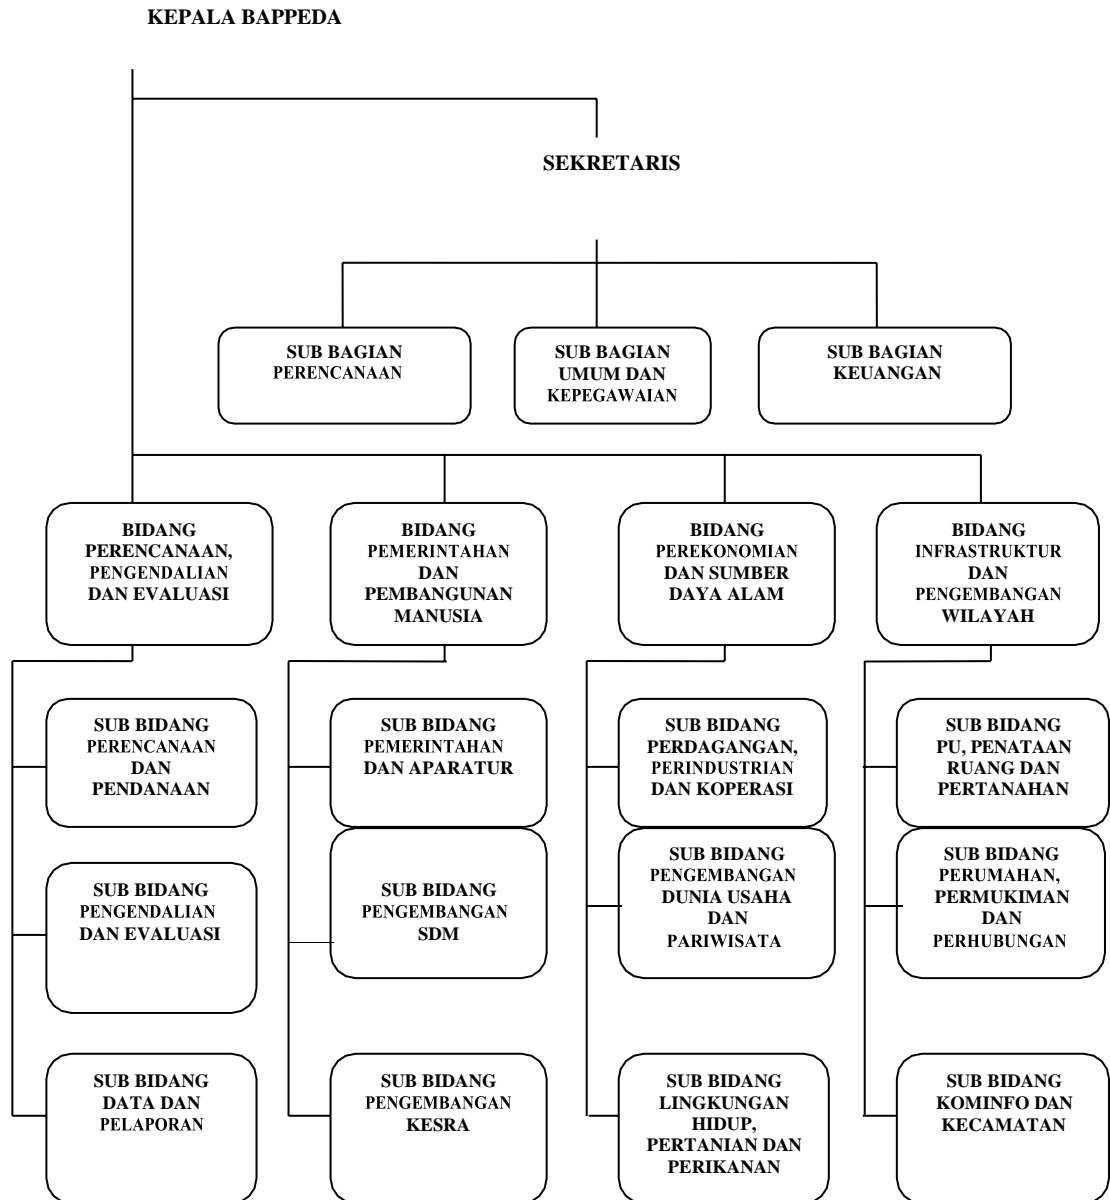 KEPALA BAPPEDA
SEKRETARIS
SUB BAGIAN
PERENCANAAN
SUB BAGIAN
UMUM DAN
KEPEGAWAIAN
SUB BAGIAN
KEUANGAN
BIDANG
PERENCANAAN,
PENGENDALIAN
DAN EVALUASI
BIDANG
PEMERINTAHAN
DAN
PEMBANGUNAN
MANUSIA
BIDANG
PEREKONOMIAN
DAN SUMBER
DAYA ALAM
BIDANG
INFRASTRUKTUR
DAN
PENGEMBANGAN
WILAYAH
SUB BIDANG
PERENCANAAN
DAN
PENDANAAN
SUB BIDANG
PEMERINTAHAN
DAN APARATUR
SUB BIDANG
PERDAGANGAN,
PERINDUSTRIAN
DAN KOPERASI
SUB BIDANG
PU, PENATAAN
RUANG DAN
PERTANAHAN
SUB BIDANG
PENGENDALIAN
DAN EVALUASI
SUB BIDANG
PENGEMBANGAN
SDM
SUB BIDANG
PENGEMBANGAN
DUNIA USAHA
DAN
PARIWISATA
SUB BIDANG
PERUMAHAN,
PERMUKIMAN
DAN
PERHUBUNGAN
SUB BIDANG
DATA DAN
PELAPORAN
SUB BIDANG
PENGEMBANGAN
KESRA
SUB BIDANG
LINGKUNGAN
HIDUP,
PERTANIAN DAN
PERIKANAN
SUB BIDANG
KOMINFO DAN
KECAMATAN